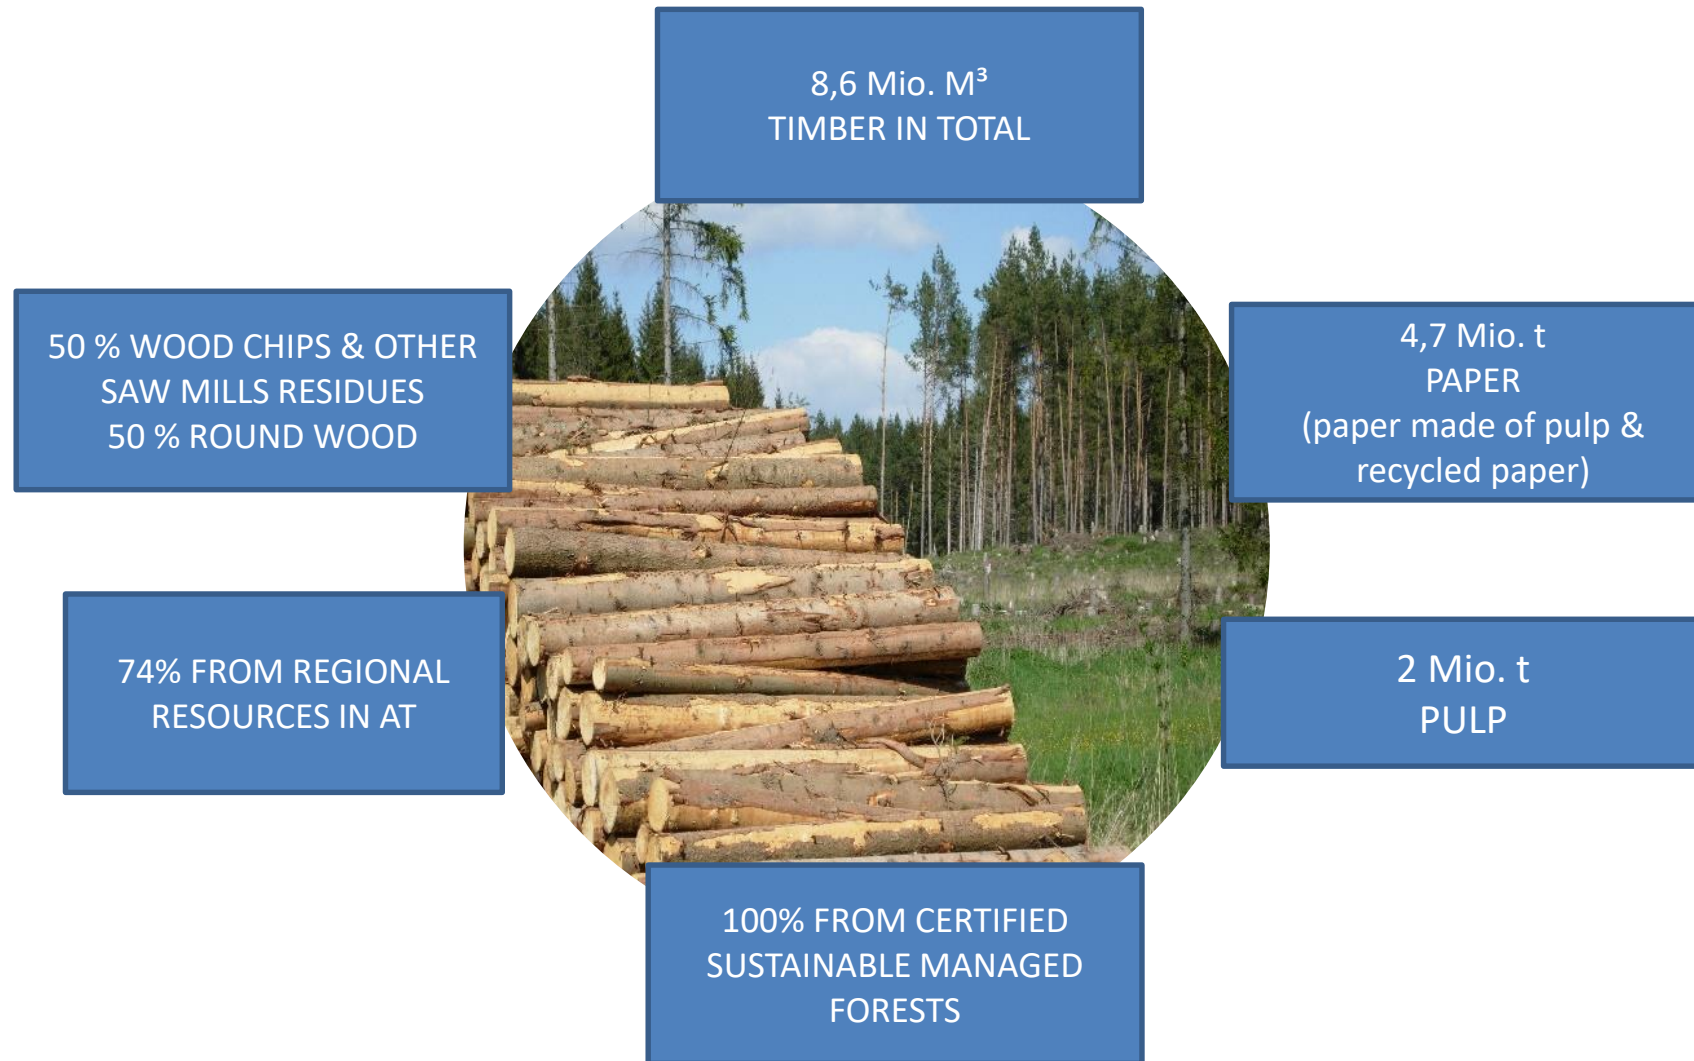 8,6 Mio. M³
TIMBER IN TOTAL
50 % WOOD CHIPS & OTHER
SAW MILLS RESIDUES
50 % ROUND WOOD
4,7 Mio. t
PAPER
(paper made of pulp &
recycled paper)
74% FROM REGIONAL
RESOURCES IN AT
2 Mio. t
PULP
100% FROM CERTIFIED
SUSTAINABLE MANAGED
FORESTS